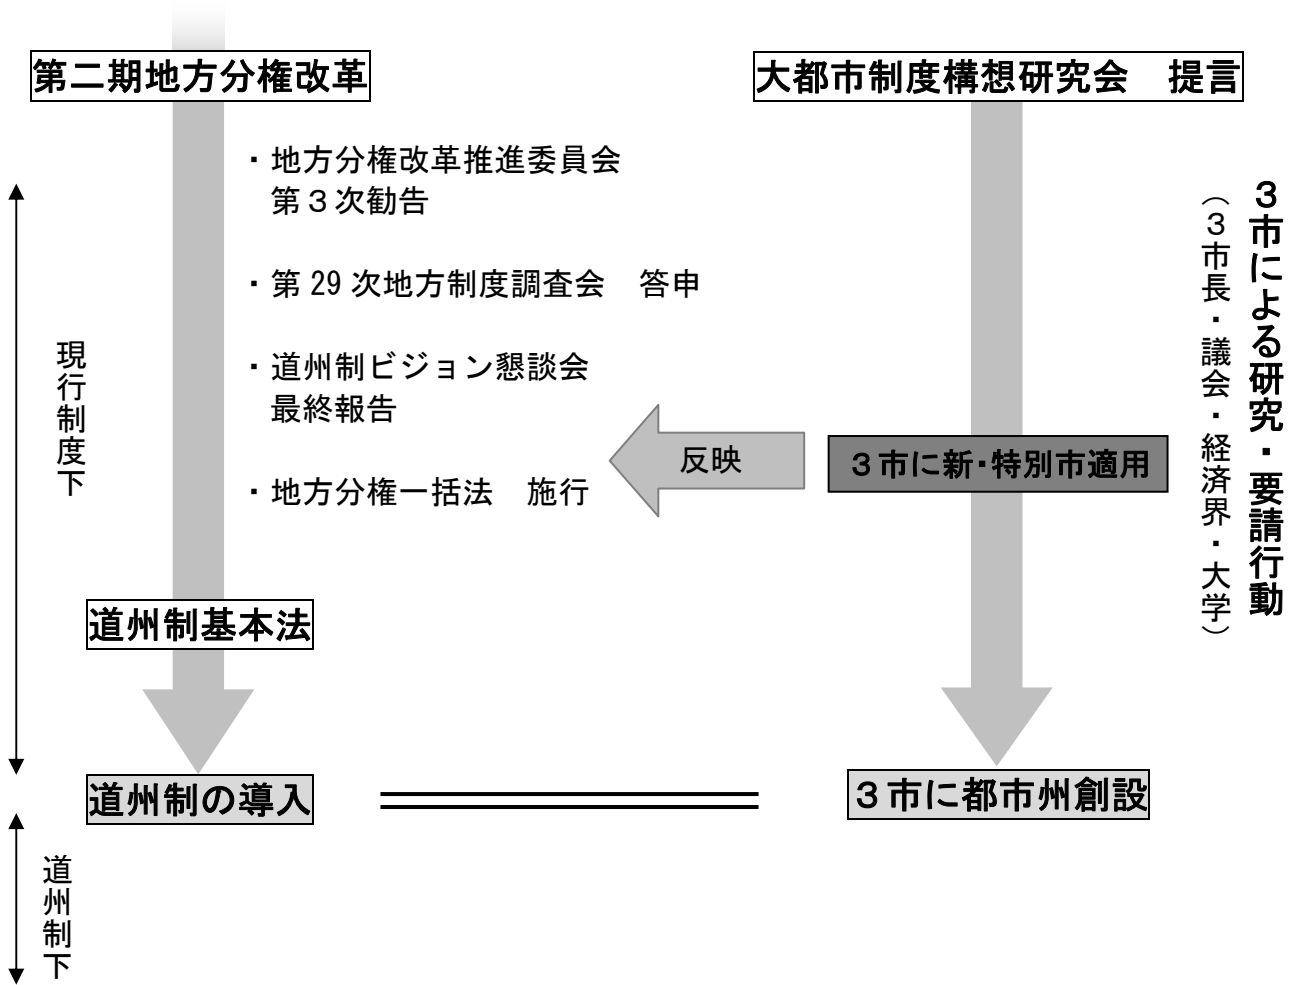 第二期地方分権改革
大都市制度構想研究会　提言
・地方分権改革推進委員会
第３次勧告
・第 29 次地方制度調査会　答申
・道州制ビジョン懇談会
最終報告
・地方分権一括法　施行
反映
３市に新・特別市適用
３市による研究・要請行動
（３市長・議会・経済界・大学）
現行制度下
道州制基本法
道州制の導入
３市に都市州創設
道州制下